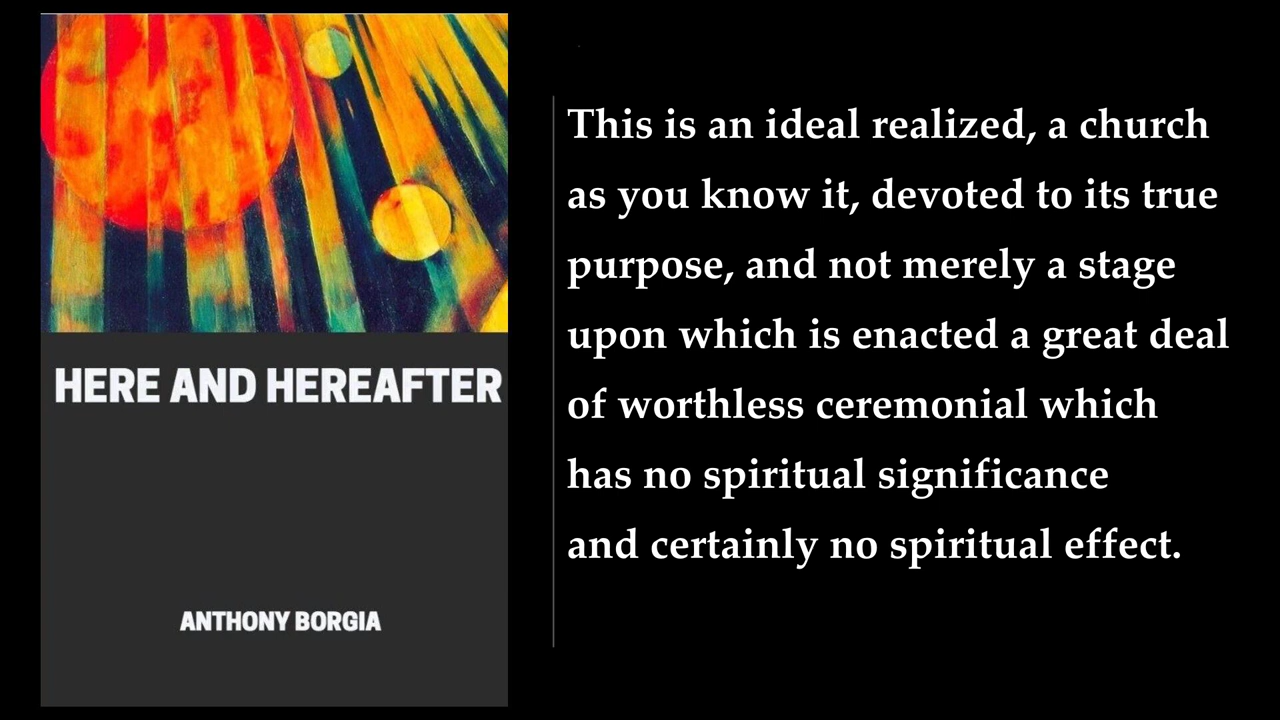 HERE AND HEREAFTER
ANTHONY BORGIA
This is an ideal realized, a church
as you know it, devoted to its true
purpose, and not merely a stage
upon which is enacted a great deal
of worthless ceremonial which
has no spiritual significance
and certainly no spiritual effect.